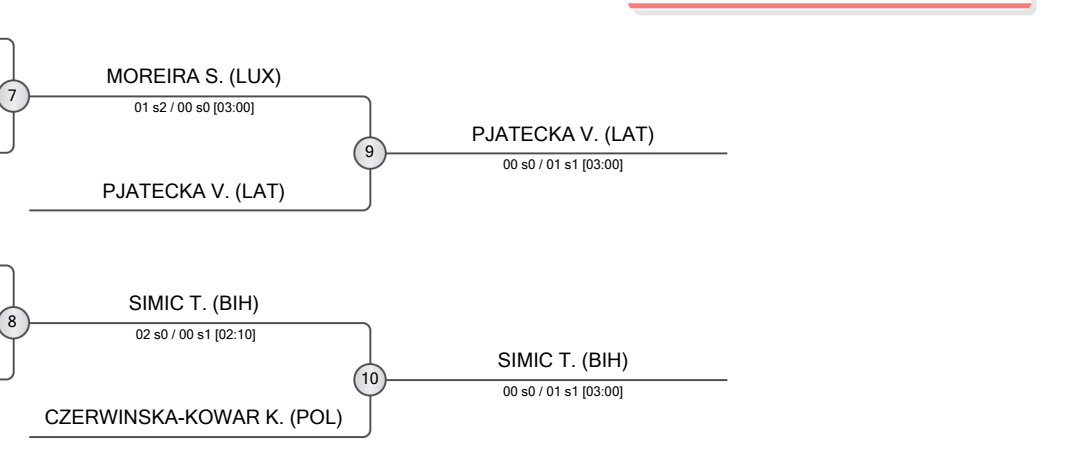 MOREIRA S. (LUX)
7
01 s2 / 00 s0 [03:00]
PJATECKA V. (LAT)
9
00 s0 / 01 s1 [03:00]
PJATECKA V. (LAT)
SIMIC T. (BIH)
8
02 s0 / 00 s1 [02:10]
SIMIC T. (BIH)
10
00 s0 / 01 s1 [03:00]
CZERWINSKA-KOWAR K. (POL)